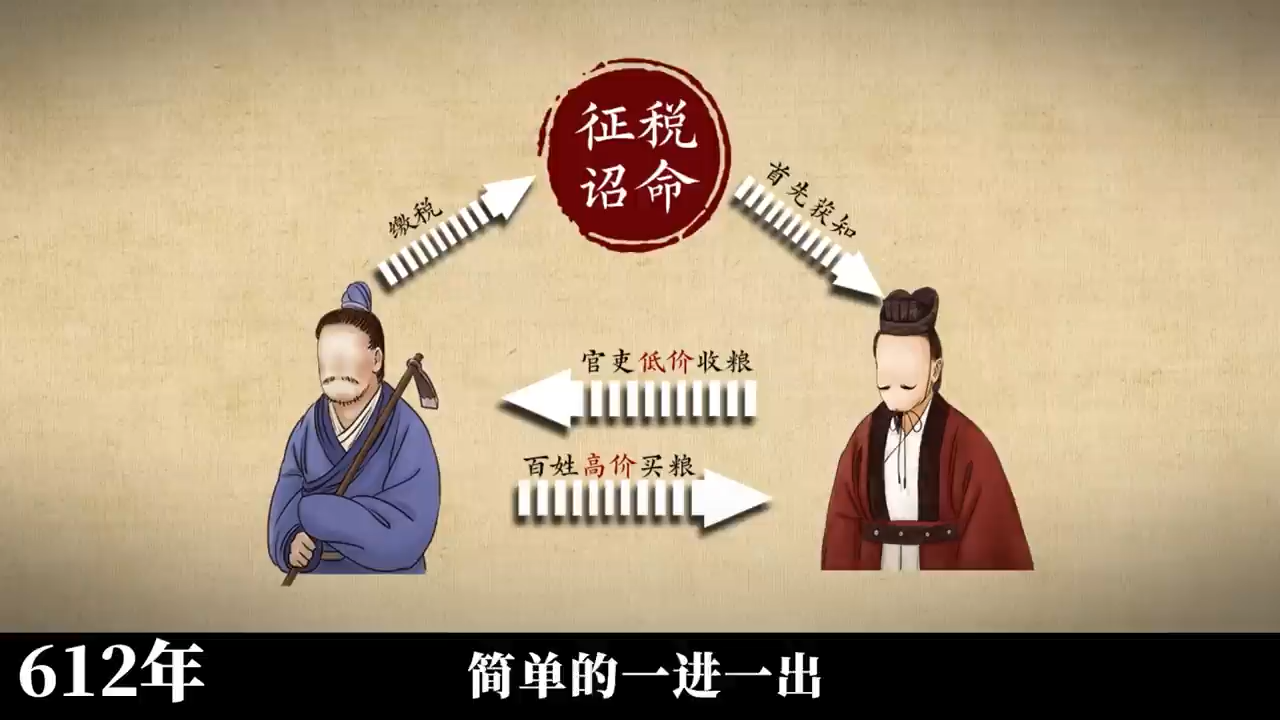 征税
诏命
缴税
首先获知
官吏低价收粮
百姓高价买粮
612年
简单的一进一出